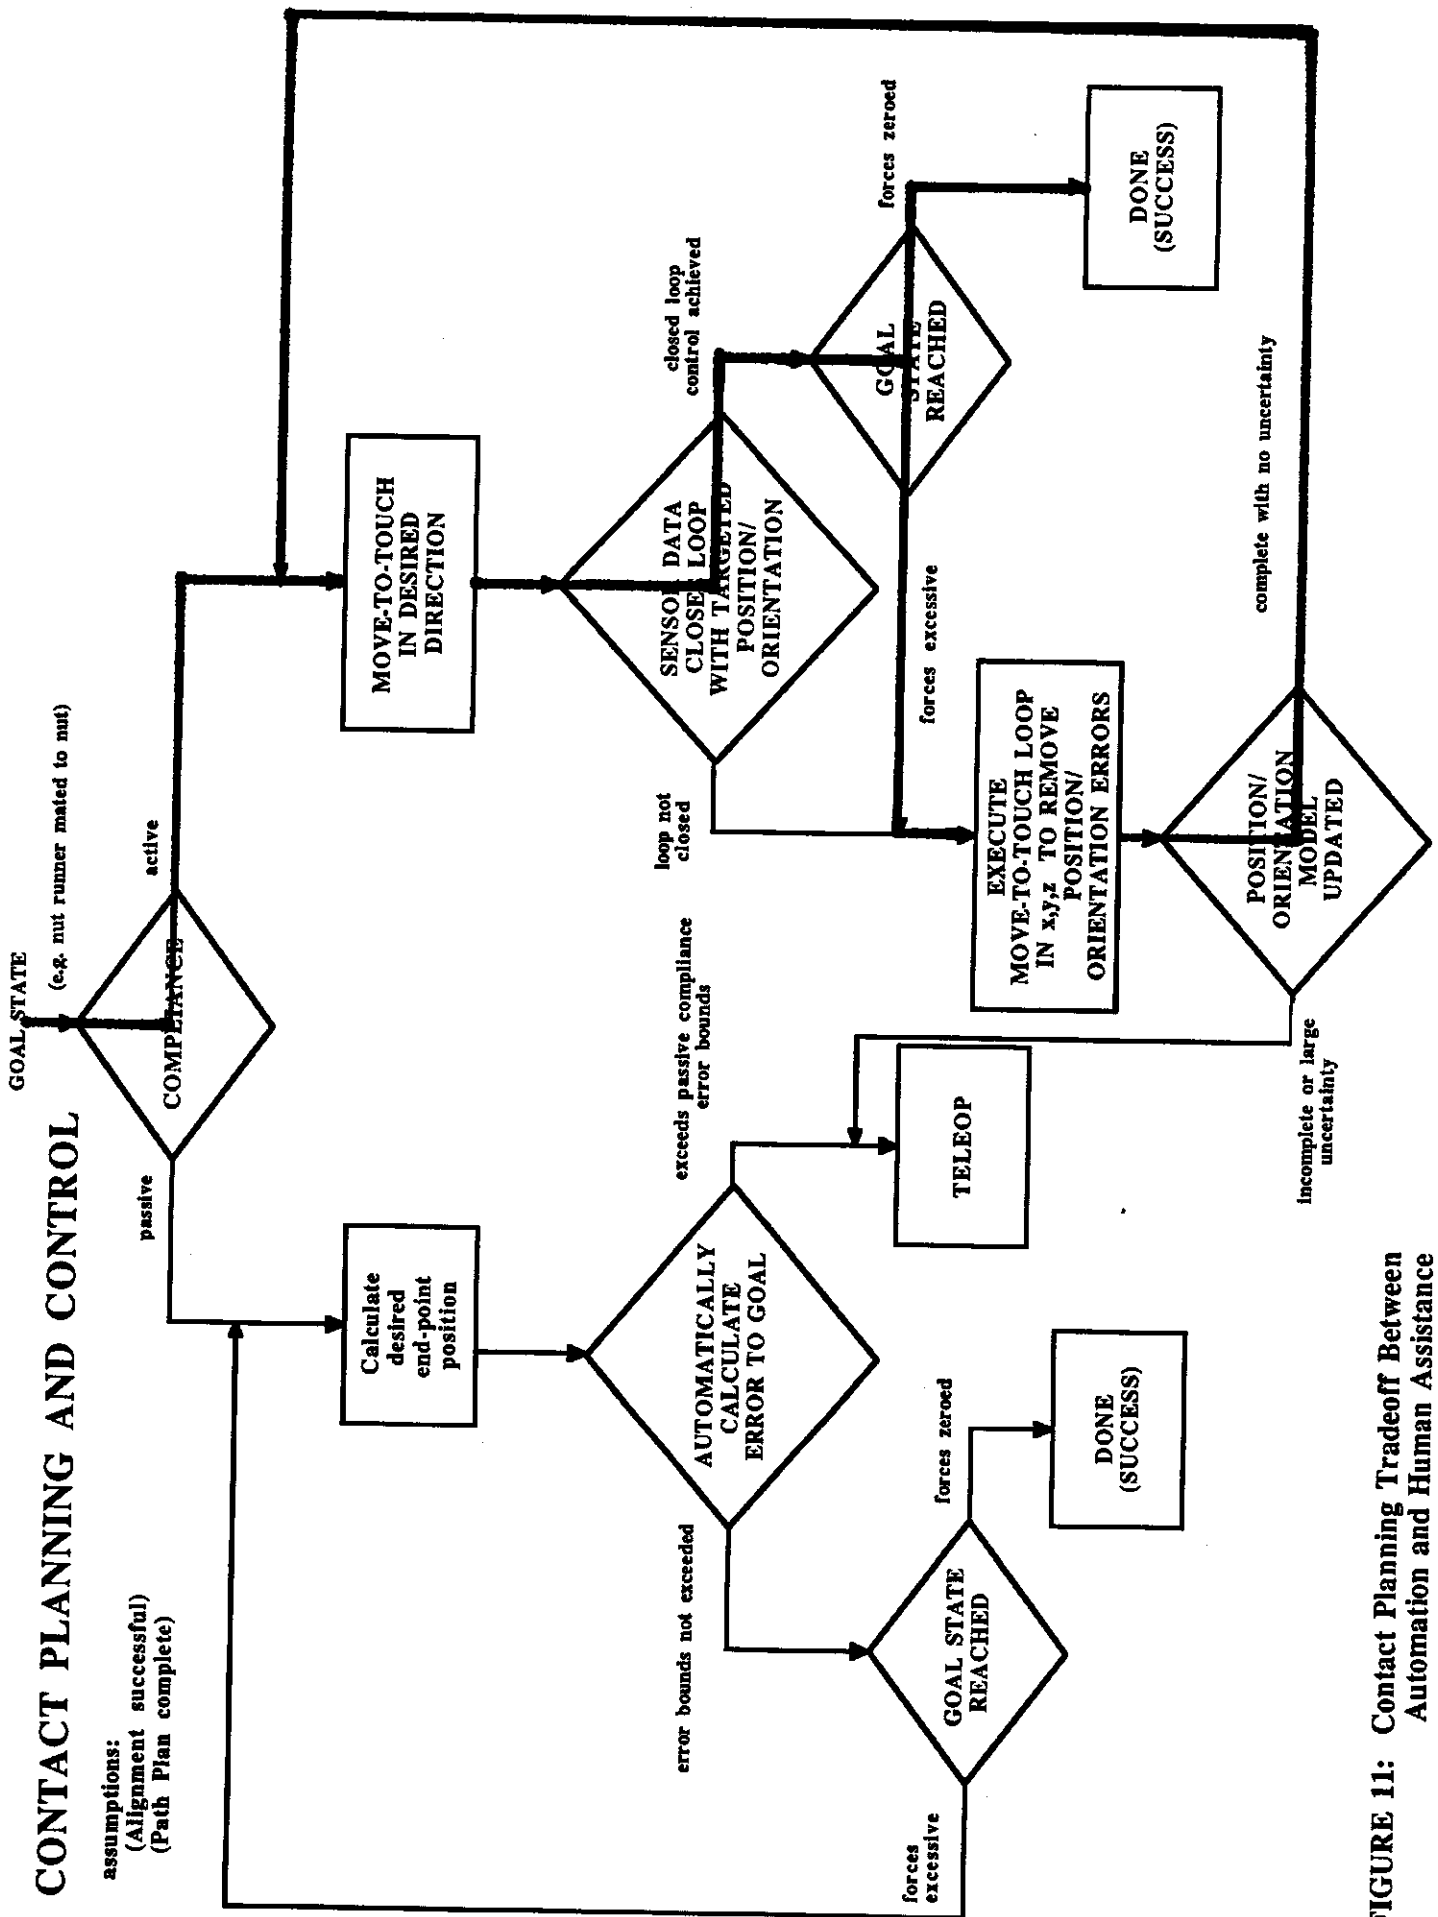 CONTACT PLANNING AND CONTROL
assumptions:
(Alignment successful)
(Path Plan complete)
GOAL STATE
(e.g. nut runner mated to nut)
COMPLIANCE
passive
active
Calculate
desired
end-point
position
MOVE-TO-TOUCH
IN DESIRED
DIRECTION
AUTOMATICALLY
CALCULATE
ERROR TO GOAL
SENSOR DATA
CLOSES LOOP
WITH TARGETED
POSITION/
ORIENTATION
error bounds not exceeded
exceeds passive compliance
error bounds
loop not
closed
closed loop
control achieved
GOAL STATE
REACHED
forces
excessive
forces zeroed
DONE
(SUCCESS)
TELEOP
GOAL
STATE
REACHED
forces excessive
forces zeroed
DONE
(SUCCESS)
EXECUTE
MOVE-TO-TOUCH LOOP
IN x,y,z TO REMOVE
POSITION/
ORIENTATION ERRORS
POSITION/
ORIENTATION
MODEL
UPDATED
incomplete or large
uncertainty
complete with no uncertainty
FIGURE 11: Contact Planning Tradeoff Between
Automation and Human Assistance